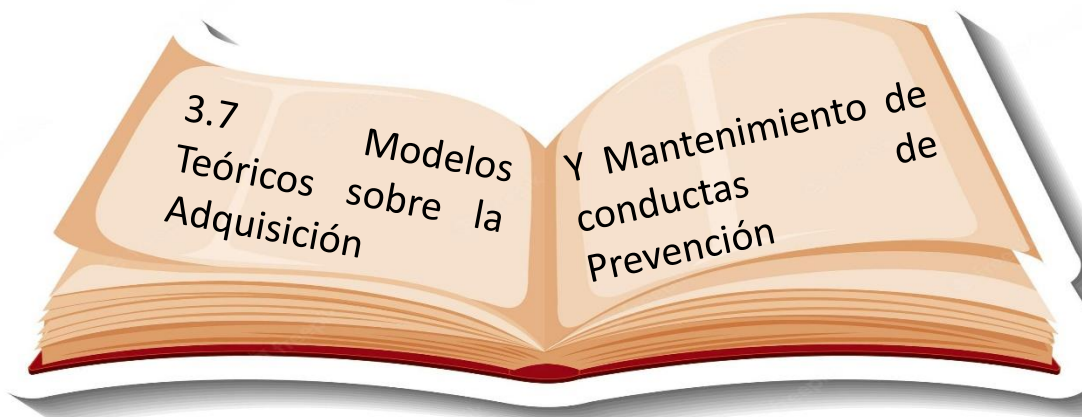 3.7 Modelos
Teóricos sobre la
Adquisición
Y Mantenimiento de
conductas de
Prevención